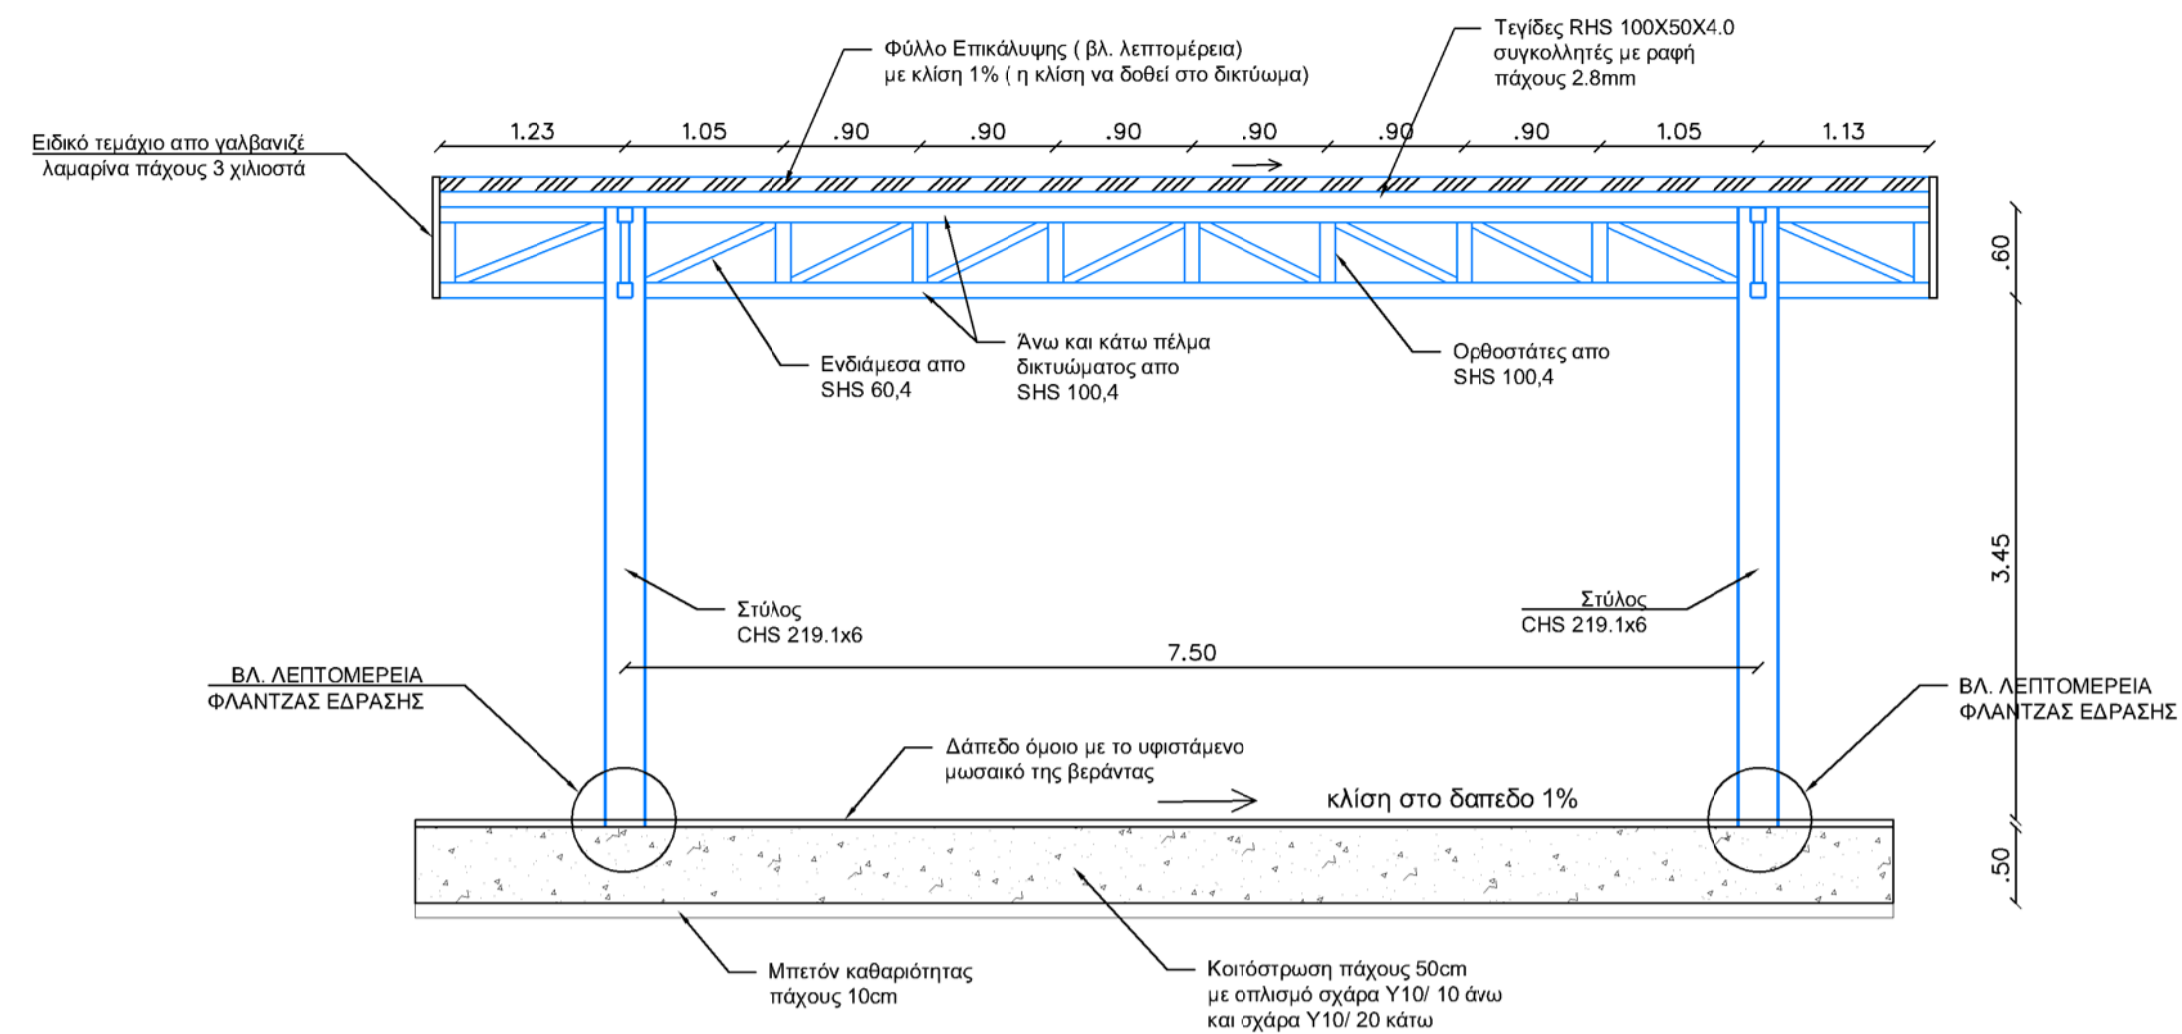 Τεγίδες RHS 100X50X4.0
συγκολλητές με ραφή
πάχους 2.8mm
Φύλλο Επικάλυψης ( βλ. λεπτομέρεια)
με κλίση 1% ( η κλίση να δοθεί στο δικτύωμα)
Ειδικό τεμάχιο απο γαλβανιζέ
λαμαρίνα πάχους 3 χιλιοστά
1.23 1.05 .90 .90 .90 .90 .90 .90 1.05 1.13
.60
Ενδιάμεσα απο
SHS 60,4
Άνω και κάτω πέλμα
δικτυώματος απο
SHS 100,4
Ορθοστάτες απο
SHS 100,4
3.45
Στύλος
CHS 219.1x6
Στύλος
CHS 219.1x6
7.50
ΒΛ. ΛΕΠΤΟΜΕΡΕΙΑ
ΦΛΑΝΤΖΑΣ ΕΔΡΑΣΗΣ
ΒΛ. ΛΕΠΤΟΜΕΡΕΙΑ
ΦΛΑΝΤΖΑΣ ΕΔΡΑΣΗΣ
Δάπεδο όμοιο με το υφιστάμενο
μωσαικό της βεράντας
κλίση στο δαπεδο 1%
.50
Μπετόν καθαριότητας
πάχους 10cm
Κοιτόστρωση πάχους 50cm
με οπλισμό σχάρα Y10/ 10 άνω
και σχάρα Y10/ 20 κάτω